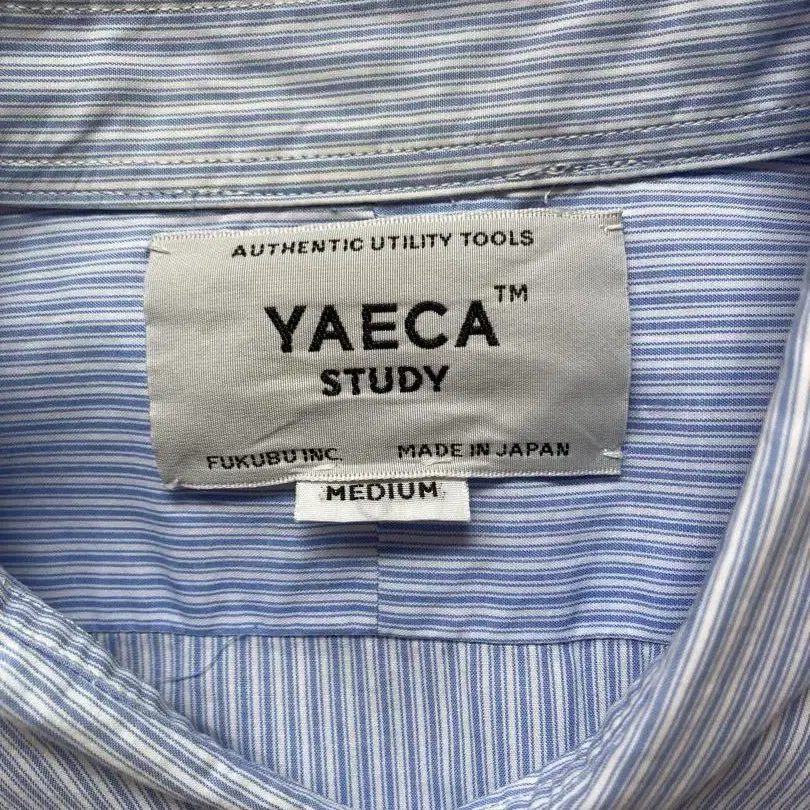 AUTHENTIC UTILITY TOOLS
YAECA™
STUDY
FUKUBU INC. MADE IN JAPAN
MEDIUM